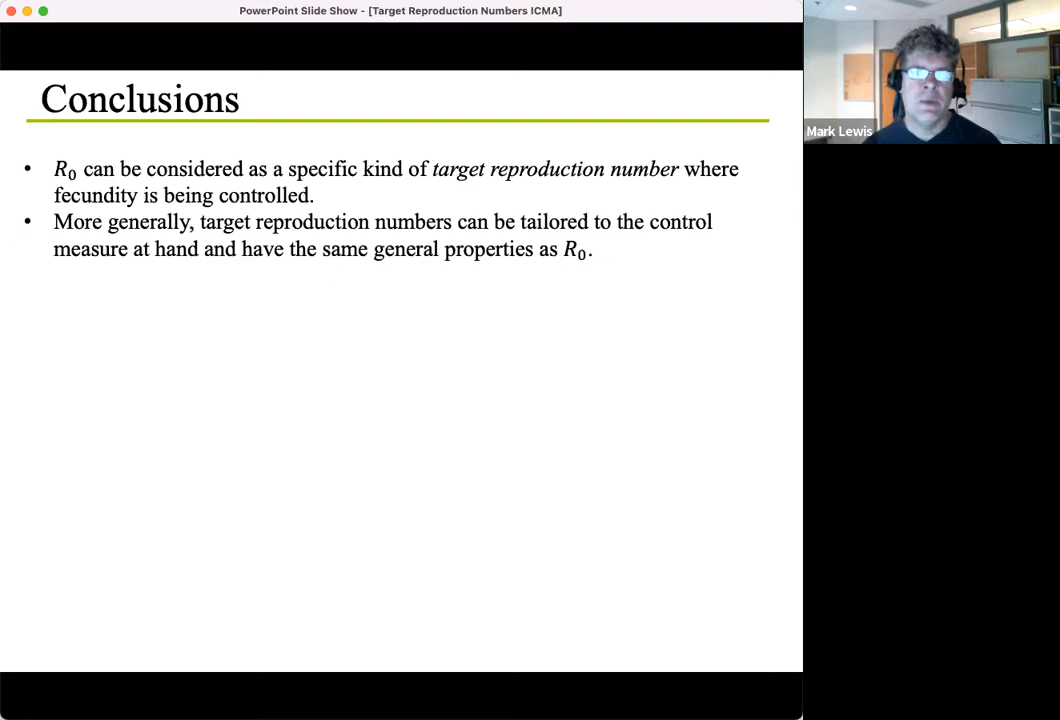 PowerPoint Slide Show - [Target Reproduction Numbers ICMA]
Conclusions
• R₀ can be considered as a specific kind of target reproduction number where
fecundity is being controlled.
• More generally, target reproduction numbers can be tailored to the control
measure at hand and have the same general properties as R₀.
Mark Lewis